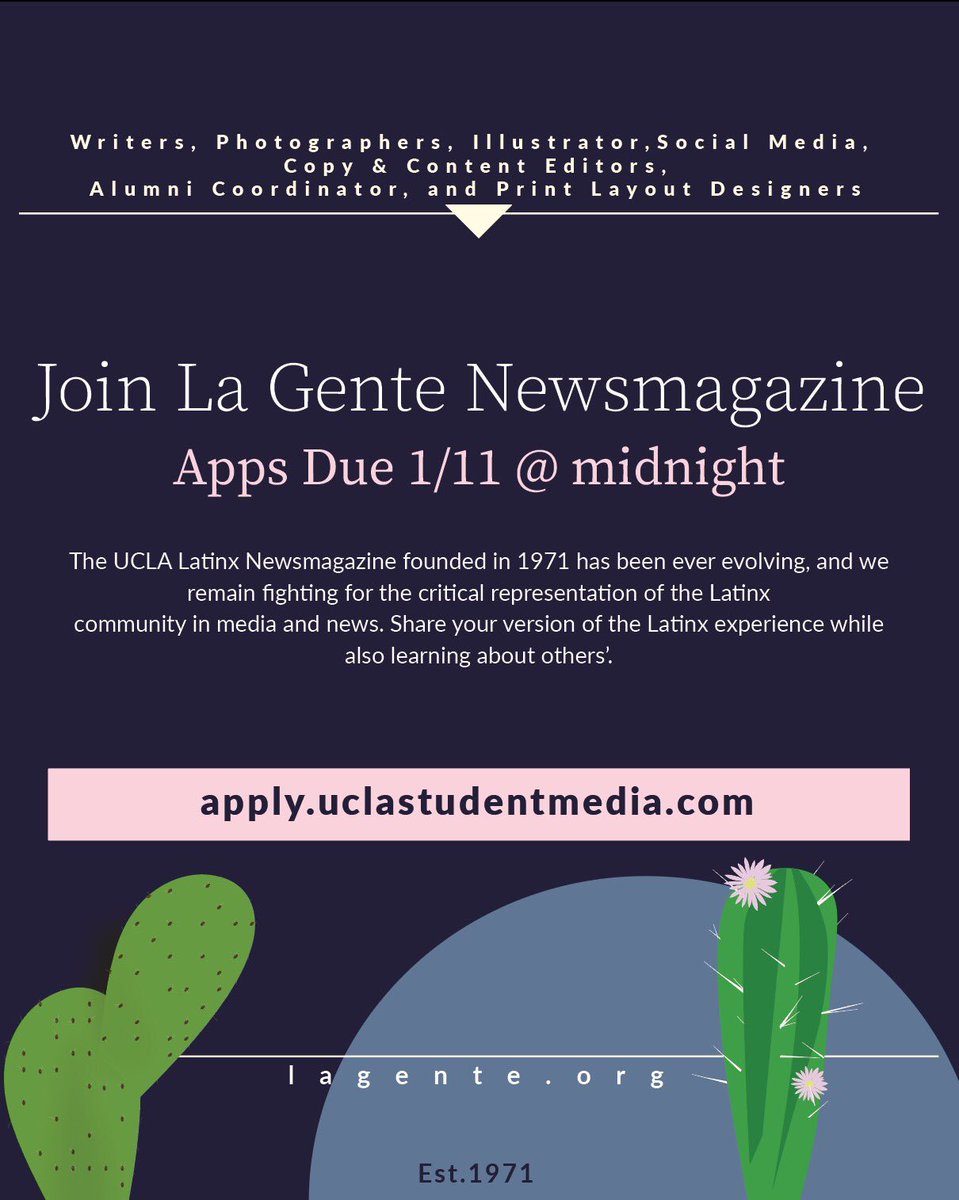 Writers, Photographers, Illustrator,Social Media,
Copy & Content Editors,
Alumni Coordinator, and Print Layout Designers
Join La Gente Newsmagazine
Apps Due 1/11 @ midnight
The UCLA Latinx Newsmagazine founded in 1971 has been ever evolving, and we
remain fighting for the critical representation of the Latinx
community in media and news. Share your version of the Latinx experience while
also learning about others’.
apply.uclastudentmedia.com
lagente.org
Est.1971